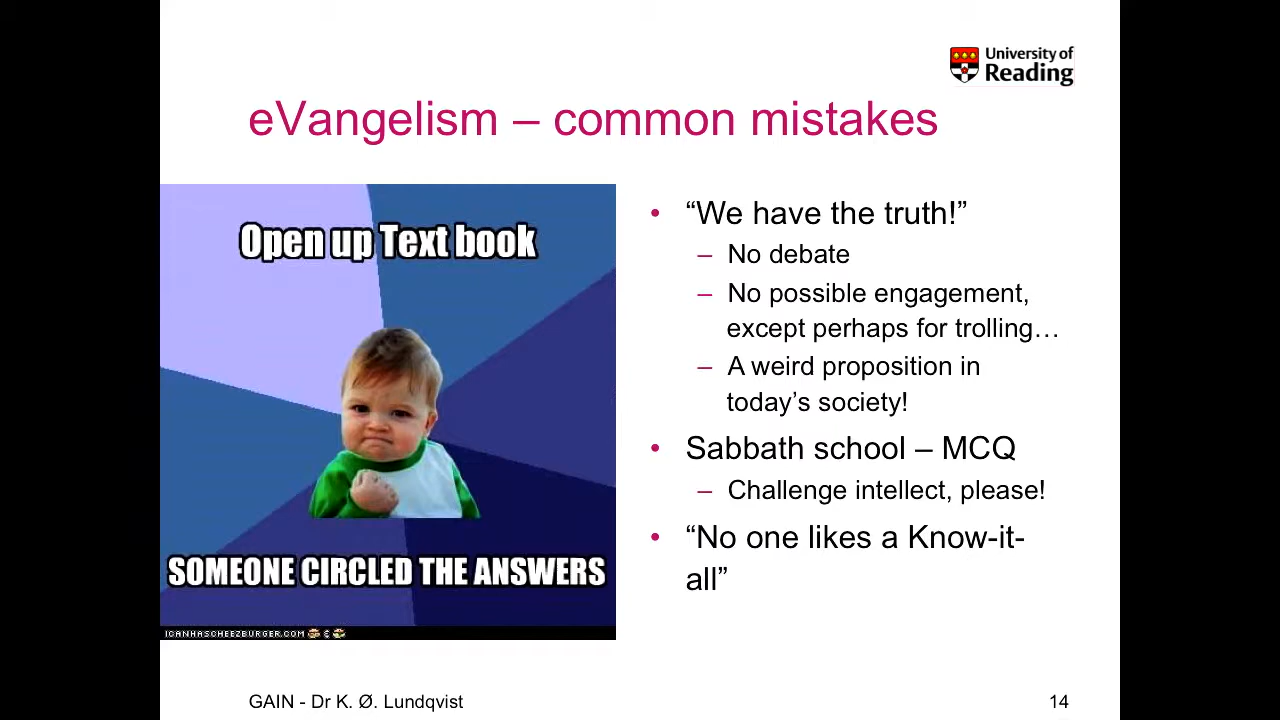 University of
Reading
eVangelism – common mistakes
Open up Text book
SOMEONE CIRCLED THE ANSWERS
ICANHASCHEEZBURGER.COM
• “We have the truth!”
– No debate
– No possible engagement,
except perhaps for trolling…
– A weird proposition in
today’s society!
• Sabbath school – MCQ
– Challenge intellect, please!
• “No one likes a Know-it-
all”
GAIN - Dr K. Ø. Lundqvist
14